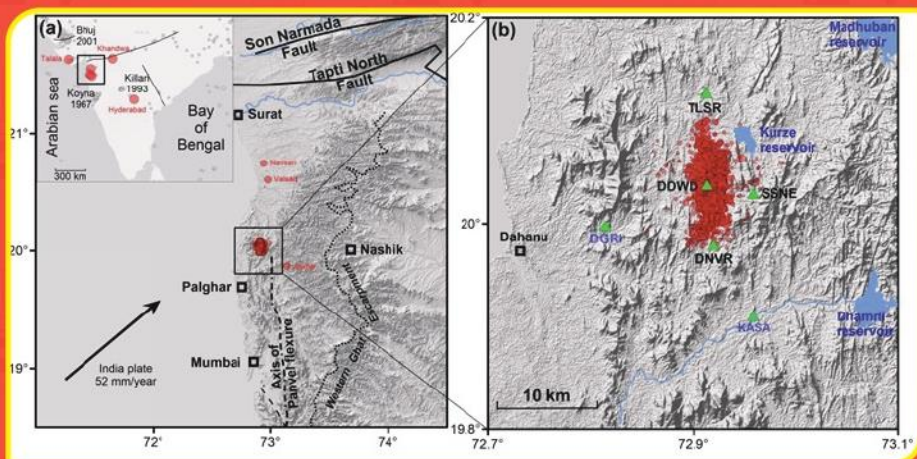 (a)
Bhuj
2001
Talala
Khandwa
Koyna
1967
Killari
1993
Hyderabad
Arabian sea
Bay
of
Bengal
300 km
Son Narmada
Fault
Tapti North
Fault
Surat
Navsari
Valsad
Nashik
Palghar
Mumbai
India plate
52 mm/year
Axis of
Panvel flexure
Western Ghat Escarpment
21°
20°
19°
72°
73°
74°
(b)
20.2°
20°
19.8°
72.7°
72.9°
73.1°
Madhuban
reservoir
TLSR
Kurze
reservoir
DDWD
SSNE
DGRI
Dahanu
DNVR
KASA
Dhamni
reservoir
10 km